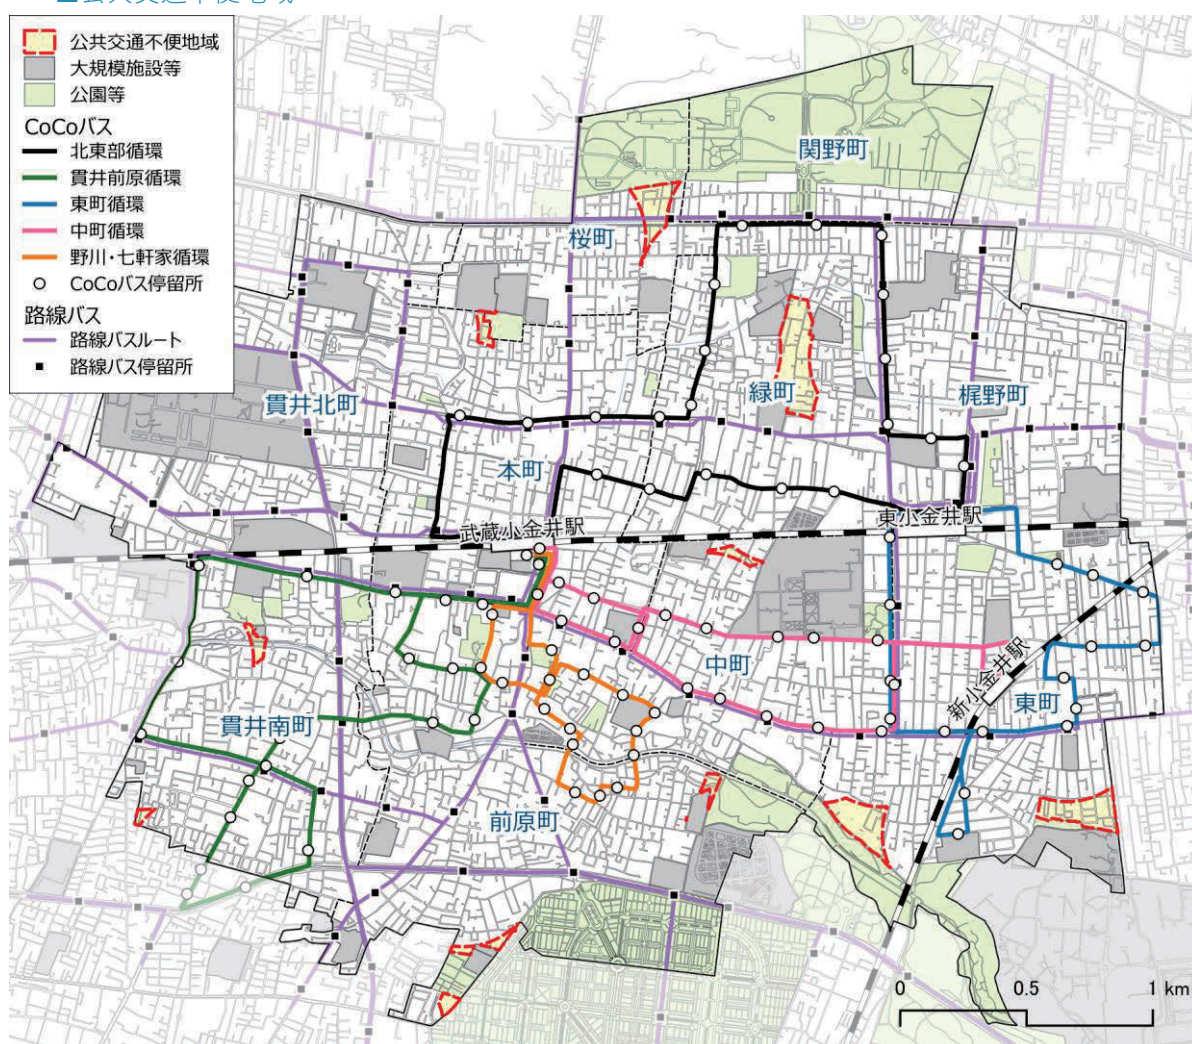 ■公共交通不便地域
公共交通不便地域
大規模施設等
公園等
CoCoバス
北東部循環
貫井前原循環
東町循環
中町循環
野川・七軒家循環
CoCoバス停留所
路線バス
路線バスルート
路線バス停留所
関野町
桜町
緑町
貫井北町
梶野町
本町
武蔵小金井駅
東小金井駅
中町
新小金井駅
東町
貫井南町
前原町
0 0.5 1 km